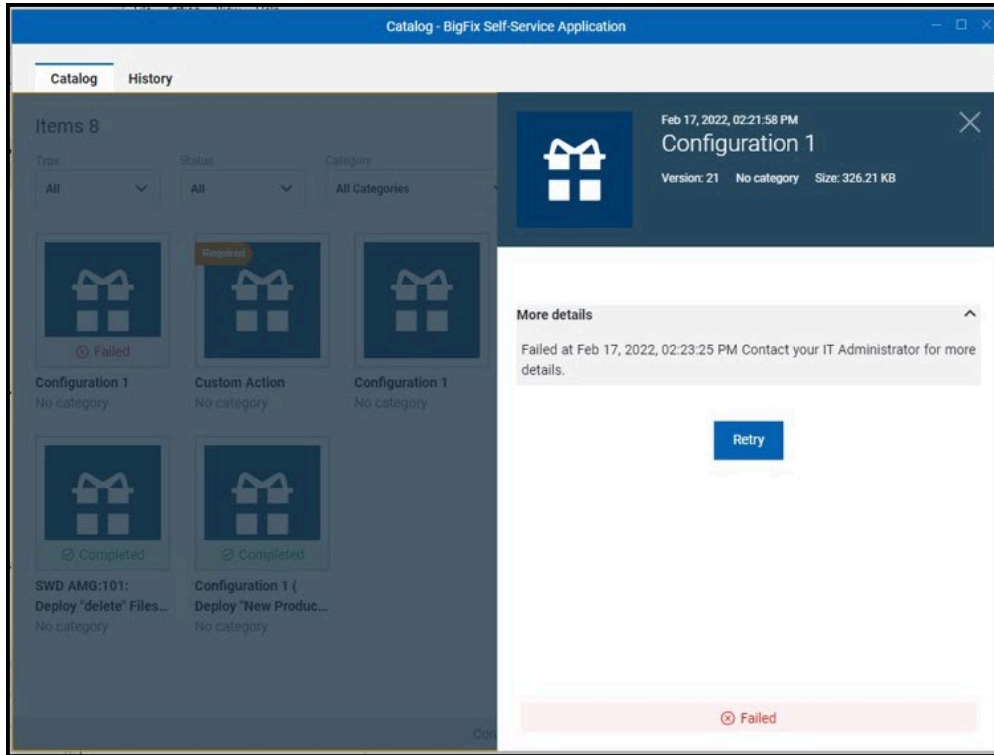 Catalog - BigFix Self-Service Application
Catalog History
Items 8
Type Status Category
All All All Categories
Required
Failed
Configuration 1 Custom Action Configuration 1
No category No category No category
Completed Completed
SWD AMG:101: Configuration 1 (
Deploy "delete" Files... Deploy "New Produc...
No category No category
Feb 17, 2022, 02:21:58 PM
Configuration 1
Version: 21 No category Size: 326.21 KB
More details
Failed at Feb 17, 2022, 02:23:25 PM Contact your IT Administrator for more
details.
Retry
Failed